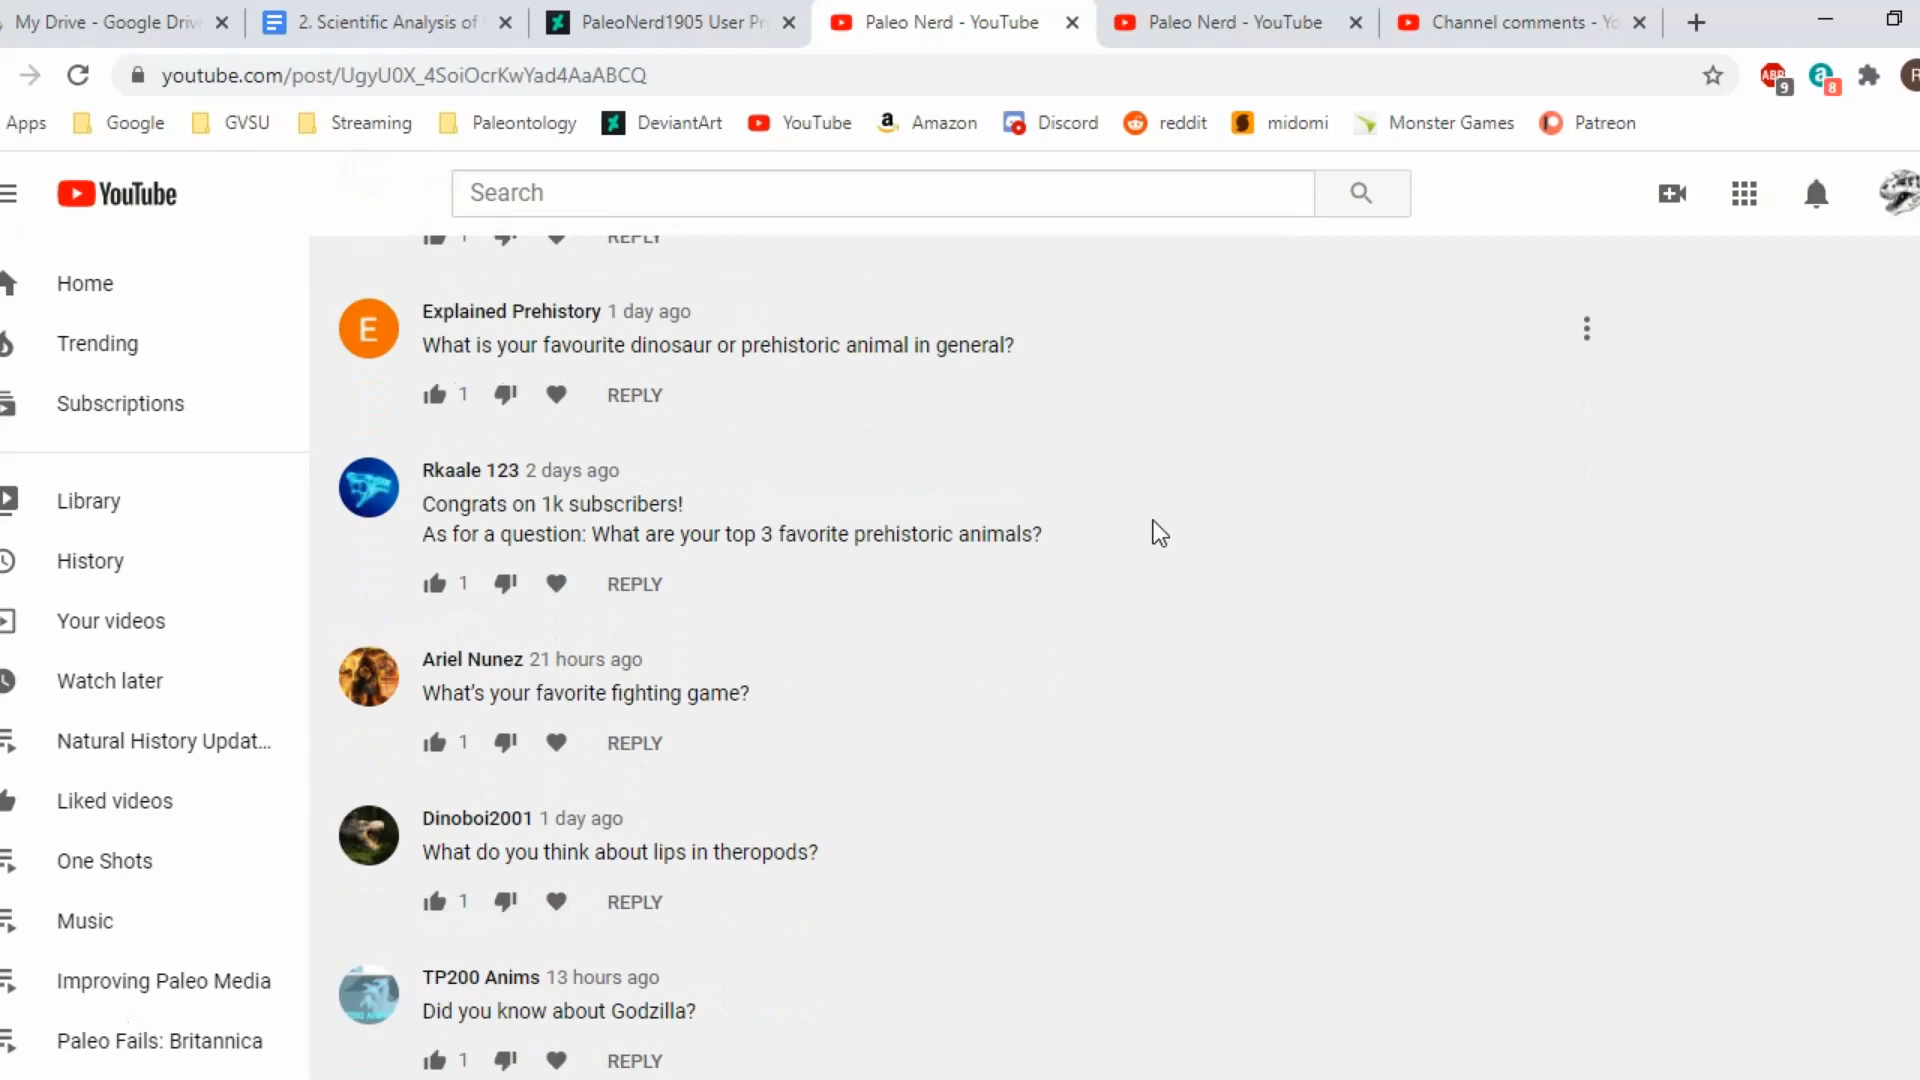 My Drive - Google Driv
2. Scientific Analysis of
PaleoNerd1905 User Pr
Paleo Nerd - YouTube
Paleo Nerd - YouTube
Channel comments - Yo
youtube.com/post/UgyU0X_4SoiOcrKwYad4AaABCQ
ABP
9
a
8
R
Apps
Google
GVSU
Streaming
Paleontology
DeviantArt
YouTube
Amazon
Discord
reddit
midomi
Monster Games
Patreon
YouTube
Search
1 REPLY
Home
Trending
Subscriptions
Library
History
Your videos
Watch later
Natural History Updat...
Liked videos
One Shots
Music
Improving Paleo Media
Paleo Fails: Britannica
E
Explained Prehistory 1 day ago
What is your favourite dinosaur or prehistoric animal in general?
1 REPLY
Rkaale 123 2 days ago
Congrats on 1k subscribers!
As for a question: What are your top 3 favorite prehistoric animals?
1 REPLY
Ariel Nunez 21 hours ago
What's your favorite fighting game?
1 REPLY
Dinoboi2001 1 day ago
What do you think about lips in theropods?
1 REPLY
TP200 Anims 13 hours ago
Did you know about Godzilla?
1 REPLY